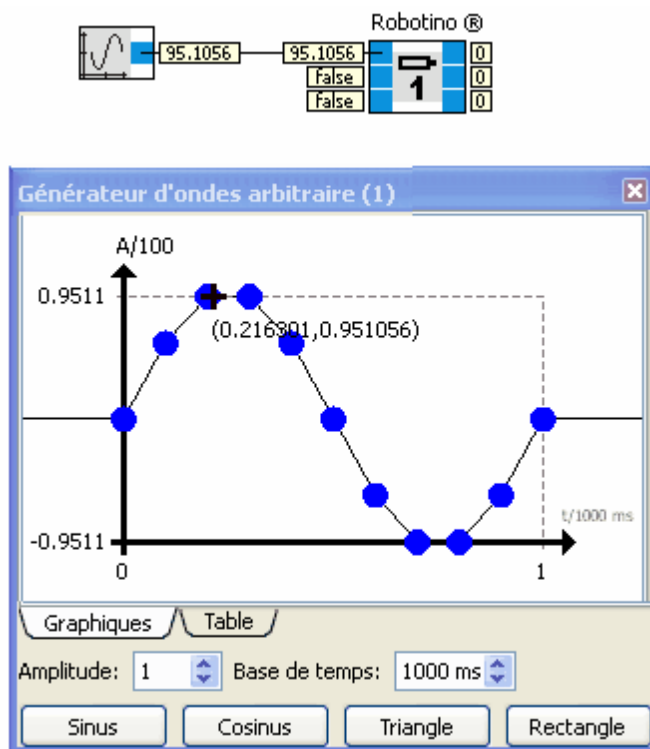 Robotino ®
95.1056 95.1056 0
false 1 0
false 0
Générateur d'ondes arbitraire (1)
A/100
0.9511
(0.216301,0.951056)
t/1000 ms
-0.9511
0 1
Graphiques Table
Amplitude: 1 Base de temps: 1000 ms
Sinus Cosinus Triangle Rectangle